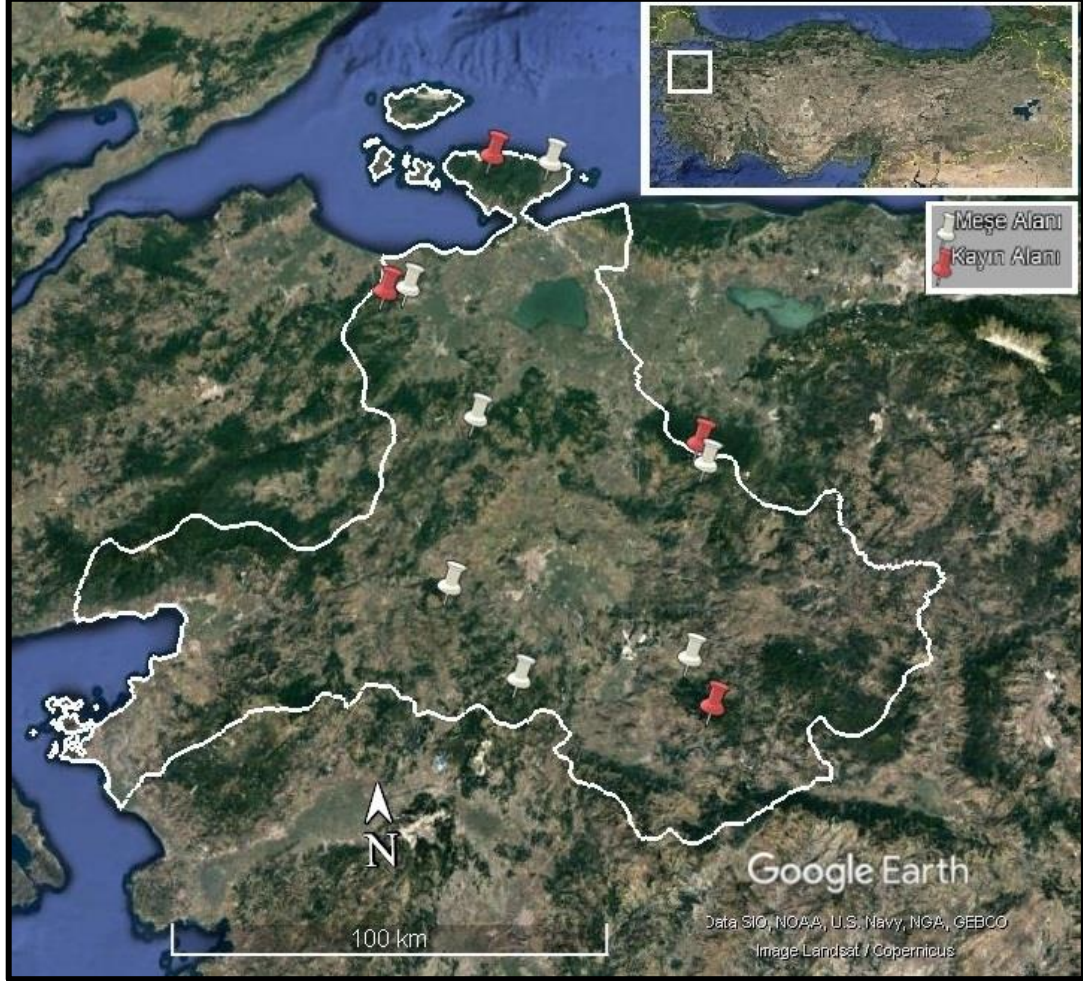 Meşe Alanı
Kayın Alanı
N
Google Earth
Data SIO, NOAA, U.S. Navy, NGA, GEBCO
100 km
Image Landsat / Copernicus